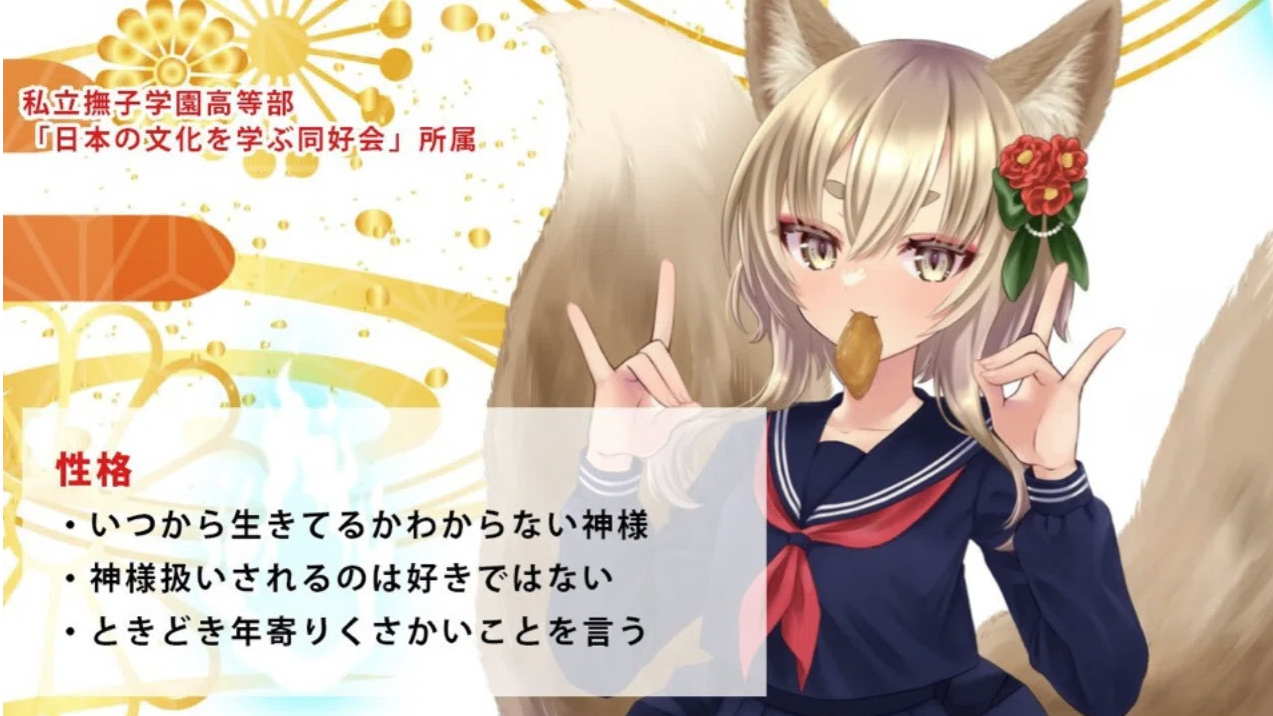 私立撫子学園高等部
「日本の文化を学ぶ同好会」所属
性格
・いつから生きてるかわからない神様
・神様扱いされるのは好きではない
・ときどき年寄りくさかいことを言う